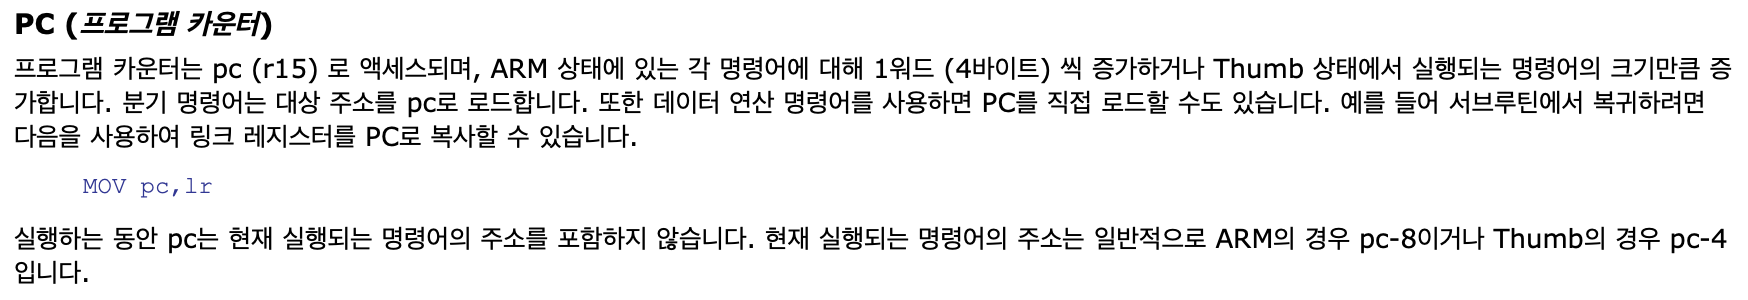 PC (프로그램 카운터)
프로그램 카운터는 pc (r15) 로 액세스되며, ARM 상태에 있는 각 명령어에 대해 1워드 (4바이트) 씩 증가하거나 Thumb 상태에서 실행되는 명령어의 크기만큼 증
가합니다. 분기 명령어는 대상 주소를 pc로 로드합니다. 또한 데이터 연산 명령어를 사용하면 PC를 직접 로드할 수도 있습니다. 예를 들어 서브루틴에서 복귀하려면
다음을 사용하여 링크 레지스터를 PC로 복사할 수 있습니다.
MOV pc,lr
실행하는 동안 pc는 현재 실행되는 명령어의 주소를 포함하지 않습니다. 현재 실행되는 명령어의 주소는 일반적으로 ARM의 경우 pc-8이거나 Thumb의 경우 pc-4
입니다.